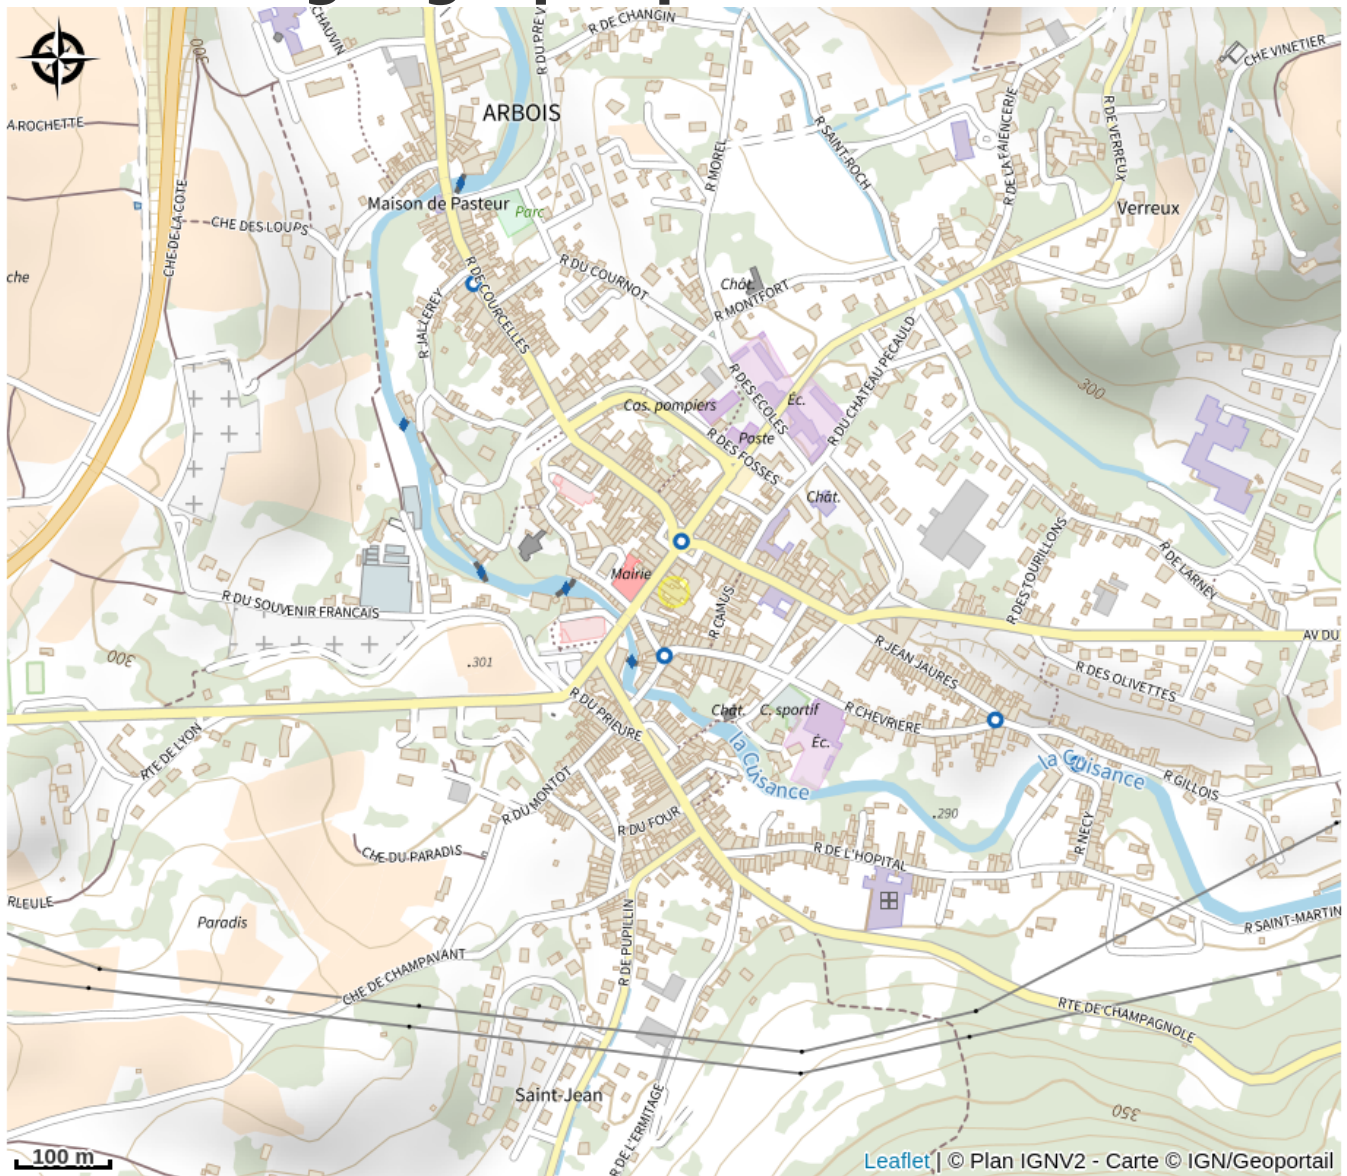 CHAUVIN
R DU PREV
R DE CHANGIN
CHE VINETIER
300
ARBOIS
A ROCHETTE
R SAINT-ROCH
R DE LA FAIENCERIE
R DE VERREUX
R MOREL
CHE DE LA COTE
CHE DES LOUPS
Maison de Pasteur
Parc
Verreux
che
R DE COURCELLES
R DU COURNOT
Chât.
R MONTFORT
R JALLEREY
R DU CHATEAU PECAULD
300
R DES ECOLES
Cas. pompiers
Éc.
Poste
R DES FOSSES
Chât.
R DES TOURILLONS
R DE LARNEY
Mairie
R CAMUS
R DU SOUVENIR FRANCAIS
AV DU
300
.301
R JEAN JAURES
R DES OLIVETTES
R DU PRIEURE
Chât.
C. sportif
R CHEVRIERE
RTE DE LYON
Éc.
la Cuisance
la Cuisance
R GILLOIS
R DU MONTOT
R DU FOUR
.290
R NECY
CHE DU PARADIS
R DE L'HOPITAL
RLEULE
Paradis
R SAINT-MARTIN
R DE PUPILLIN
CHE DE CHAMPAVANT
RTE DE CHAMPAGNOLE
Saint-Jean
R DE L'ERMITAGE
350
100 m
Leaflet | © Plan IGNV2 - Carte © IGN/Geoportail